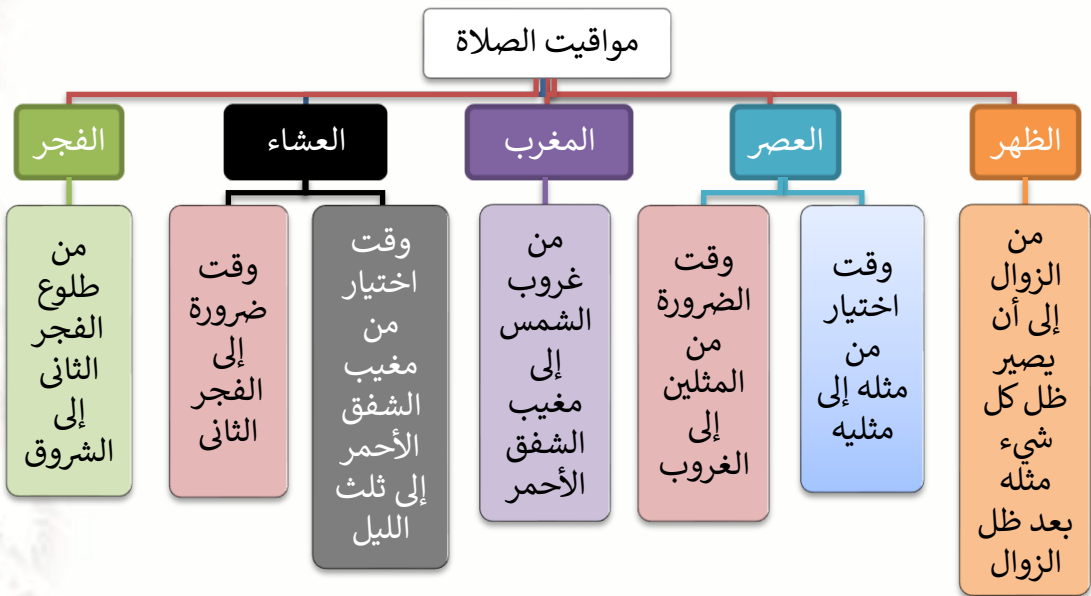 مواقيت الصلاة
الظهر
العصر
المغرب
العشاء
الفجر
من
الزوال
إلى أن
يصير
ظل كل
شيء
مثله
بعد ظل
الزوال
وقت
اختيار
من
مثله إلى
مثليه
وقت
الضرورة
من
المثلين
إلى
الغروب
من
غروب
الشمس
إلى
مغيب
الشفق
الأحمر
وقت
اختيار
من
مغيب
الشفق
الأحمر
إلى ثلث
الليل
وقت
ضرورة
إلى
الفجر
الثانى
من
طلوع
الفجر
الثانى
إلى
الشروق